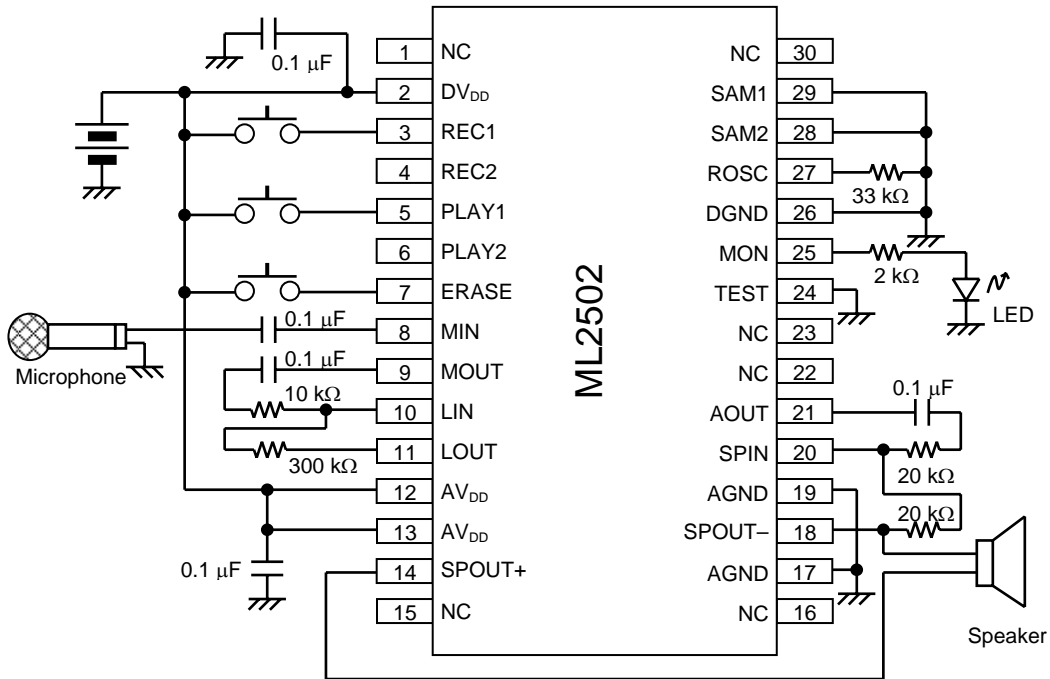 0.1 μF
1 NC
2 DVDD
3 REC1
4 REC2
5 PLAY1
6 PLAY2
7 ERASE
0.1 μF
8 MIN
Microphone
0.1 μF
9 MOUT
10 kΩ
10 LIN
300 kΩ
11 LOUT
12 AVDD
13 AVDD
0.1 μF
14 SPOUT+
15 NC
ML2502
NC 30
SAM1 29
SAM2 28
ROSC 27
33 kΩ
DGND 26
MON 25
2 kΩ
LED
TEST 24
NC 23
NC 22
0.1 μF
AOUT 21
SPIN 20
20 kΩ
AGND 19
20 kΩ
SPOUT– 18
AGND 17
NC 16
Speaker